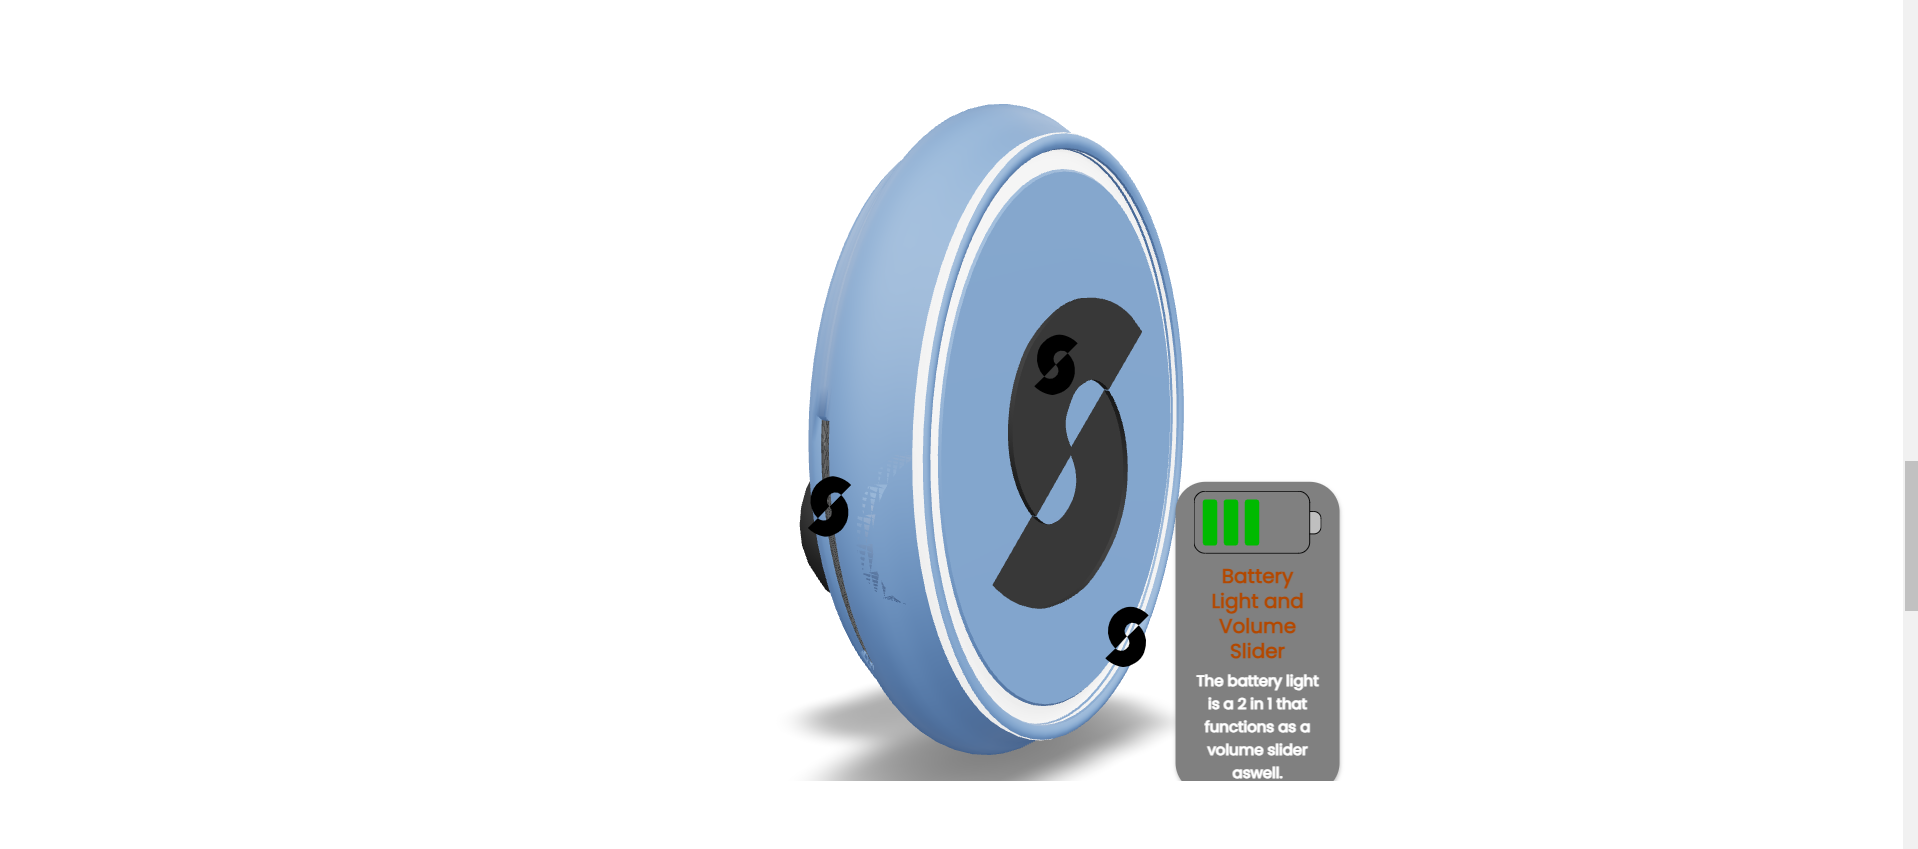 Battery
Light and
Volume
Slider
The battery light
is a 2 in 1 that
functions as a
volume slider
aswell.